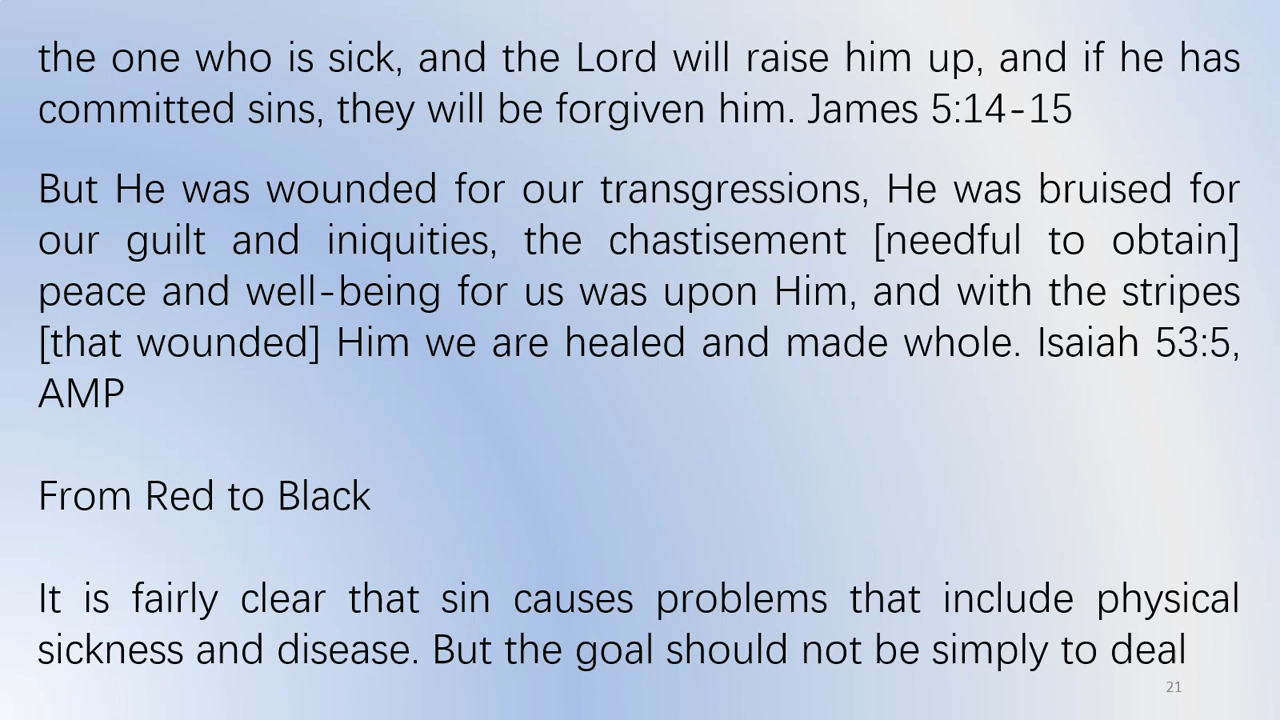 the one who is sick, and the Lord will raise him up, and if he has
committed sins, they will be forgiven him. James 5:14-15
But He was wounded for our transgressions, He was bruised for
our guilt and iniquities, the chastisement [needful to obtain]
peace and well-being for us was upon Him, and with the stripes
[that wounded] Him we are healed and made whole. Isaiah 53:5,
AMP
From Red to Black
It is fairly clear that sin causes problems that include physical
sickness and disease. But the goal should not be simply to deal
21